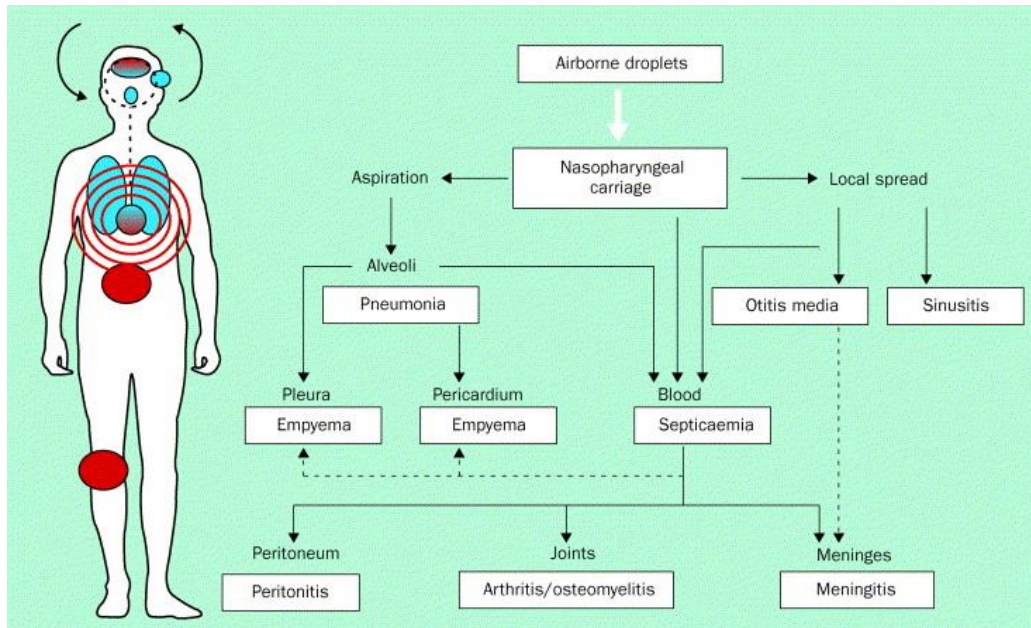 Airborne droplets
Nasopharyngeal
carriage
Aspiration
Local spread
Alveoli
Pneumonia
Otitis media
Sinusitis
Pleura
Pericardium
Blood
Empyema
Empyema
Septicaemia
Peritoneum
Joints
Meninges
Peritonitis
Arthritis/osteomyelitis
Meningitis